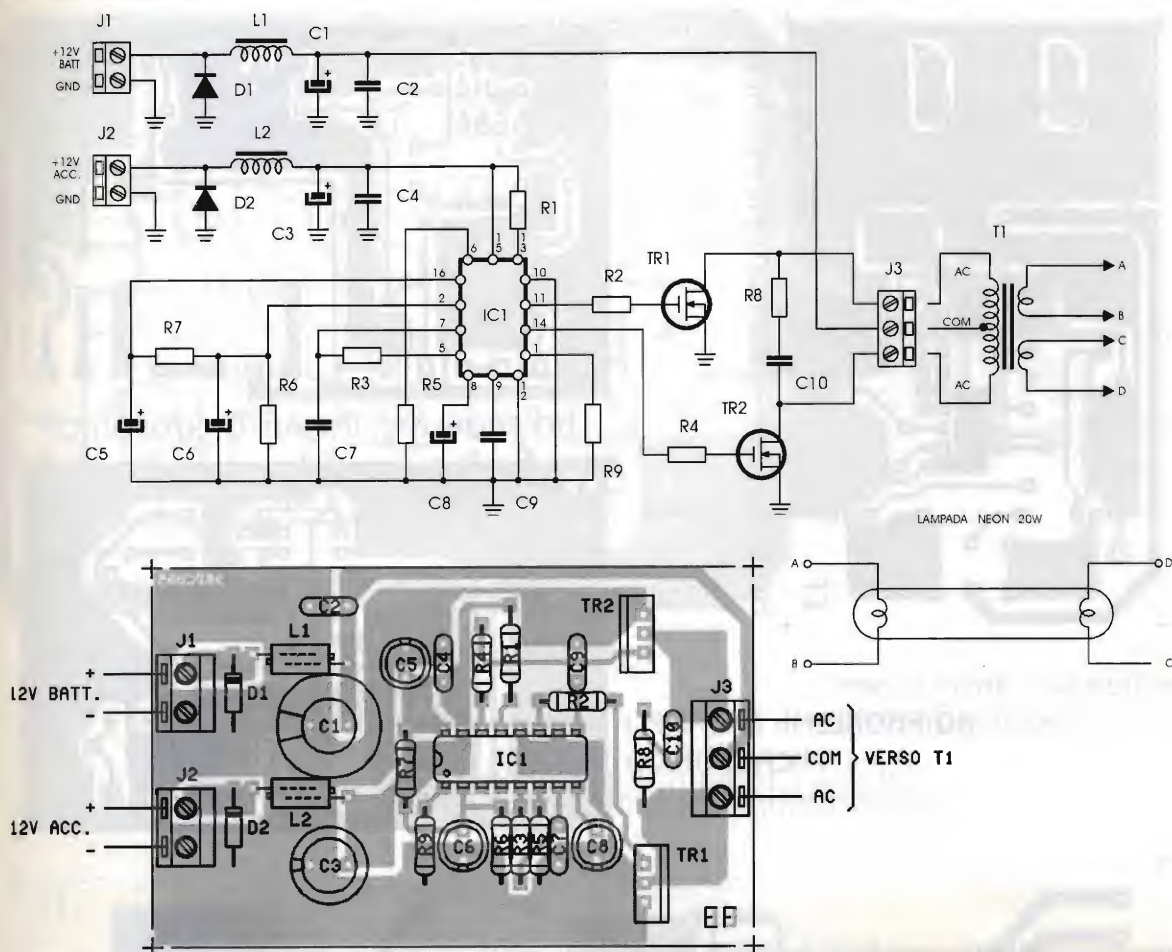 J1
L1
C1
+12V
BATT
GND
D1
C2
J2
L2
+12V
ACC.
GND
D2
C3
C4
R1
6
1
5
1
3
16
10
2
11
7
14
5
1
8
9
1
2
IC1
R7
R6
R3
R5
C5
C6
C7
C8
C9
R9
R2
TR1
R8
C10
R4
TR2
J3
T1
AC
COM
AC
A
B
C
D
LAMPADA NEON 20W
A
D
B
C
C2
TR2
J1
L1
C5
C4
R4
R1
C9
+
12V BATT.
-
D1
R2
J3
C1
AC
C10
R8
COM
VERSO T1
R7
IC1
J2
AC
+
L2
12V ACC.
-
D2
R9
C6
R6
R3
R5
C8
TR1
C3
EF